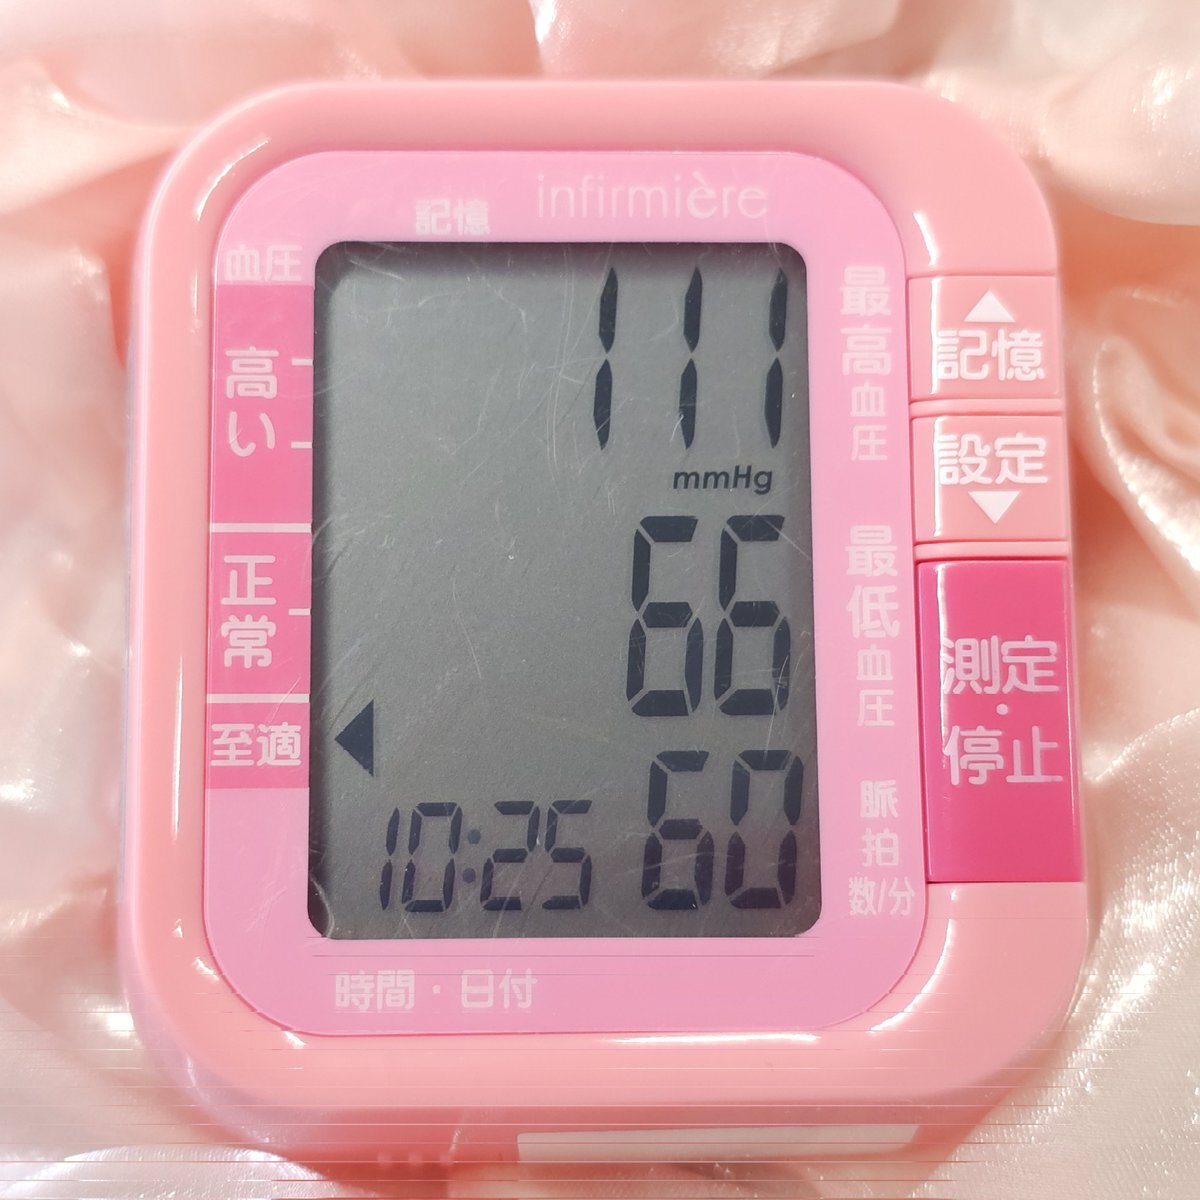 infirmière
記憶
血圧
高い
正常
至適
111
mmHg
66
60
10:25
最高血圧
最低血圧
脈拍数/分
時間・日付
記憶
設定
測定・停止